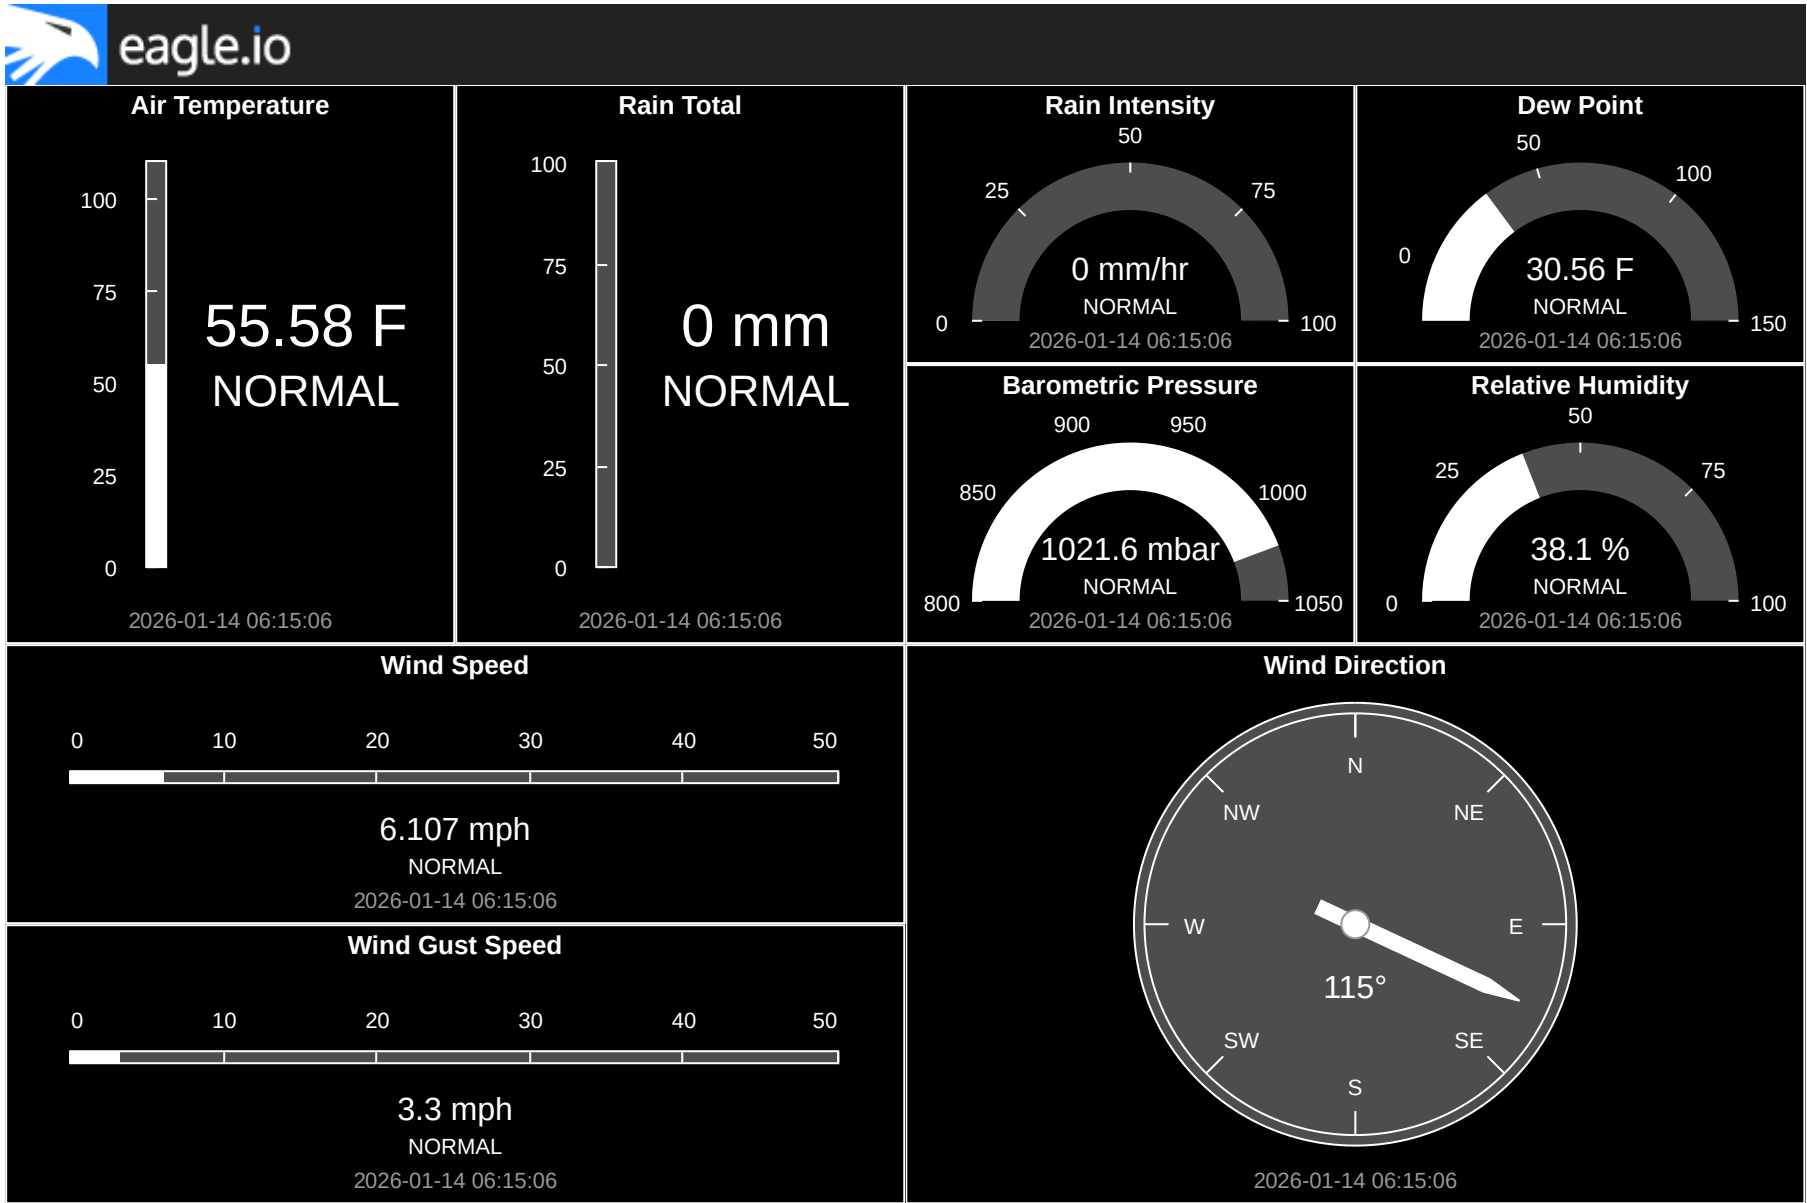 eagle.io
Air Temperature
100
75
50
25
0
55.58 F
NORMAL
2026-01-14 06:15:06
Rain Total
100
75
50
25
0
0 mm
NORMAL
2026-01-14 06:15:06
Rain Intensity
50
25
75
0
100
0 mm/hr
NORMAL
2026-01-14 06:15:06
Dew Point
50
100
0
150
30.56 F
NORMAL
2026-01-14 06:15:06
Barometric Pressure
900
950
850
1000
800
1050
1021.6 mbar
NORMAL
2026-01-14 06:15:06
Relative Humidity
50
25
75
0
100
38.1 %
NORMAL
2026-01-14 06:15:06
Wind Speed
0 10 20 30 40 50
6.107 mph
NORMAL
2026-01-14 06:15:06
Wind Gust Speed
0 10 20 30 40 50
3.3 mph
NORMAL
2026-01-14 06:15:06
Wind Direction
N
NW NE
W E
115°
SW SE
S
2026-01-14 06:15:06